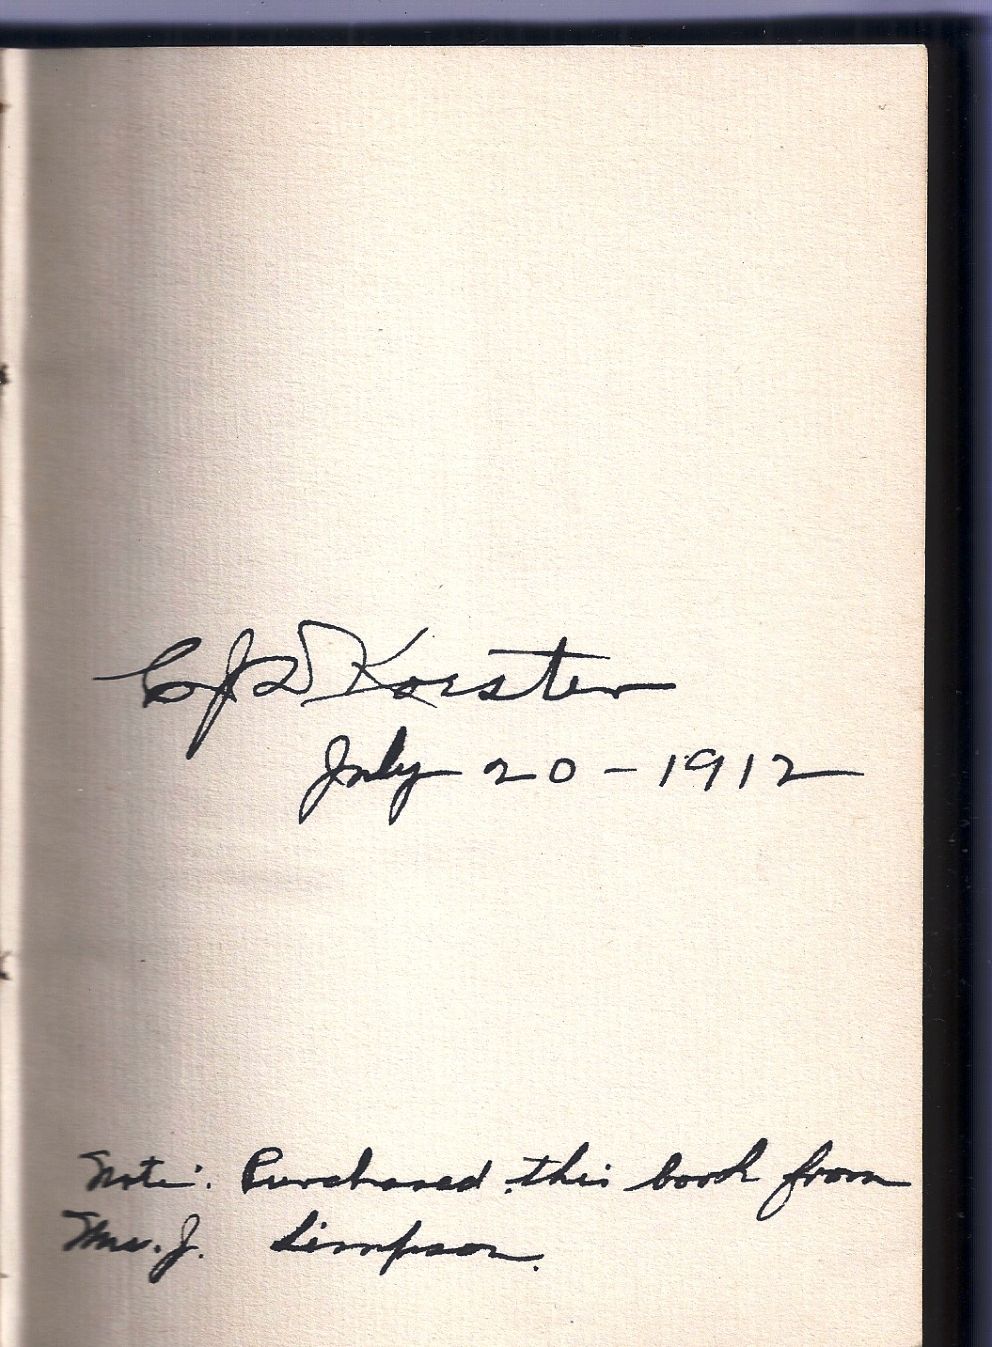 C J D Koester
July 20 - 1912
Note: Purchased this book from
Mrs. J. Simpson.